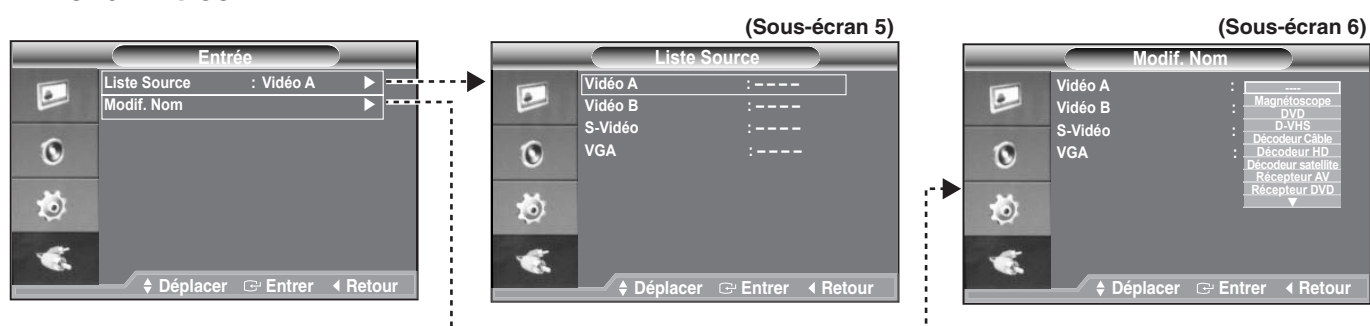 (Sous-écran 5)
(Sous-écran 6)
Entrée
Liste Source : Vidéo A ▶
Modif. Nom ▶
Déplacer Entrer Retour
Liste Source
Vidéo A : – – – –
Vidéo B : – – – –
S-Vidéo : – – – –
VGA : – – – –
Déplacer Entrer Retour
Modif. Nom
Vidéo A :
Vidéo B :
S-Vidéo :
VGA :
----
Magnétoscope
DVD
D-VHS
Décodeur Câble
Décodeur HD
Décodeur satellite
Récepteur AV
Récepteur DVD
▼
Déplacer Entrer Retour